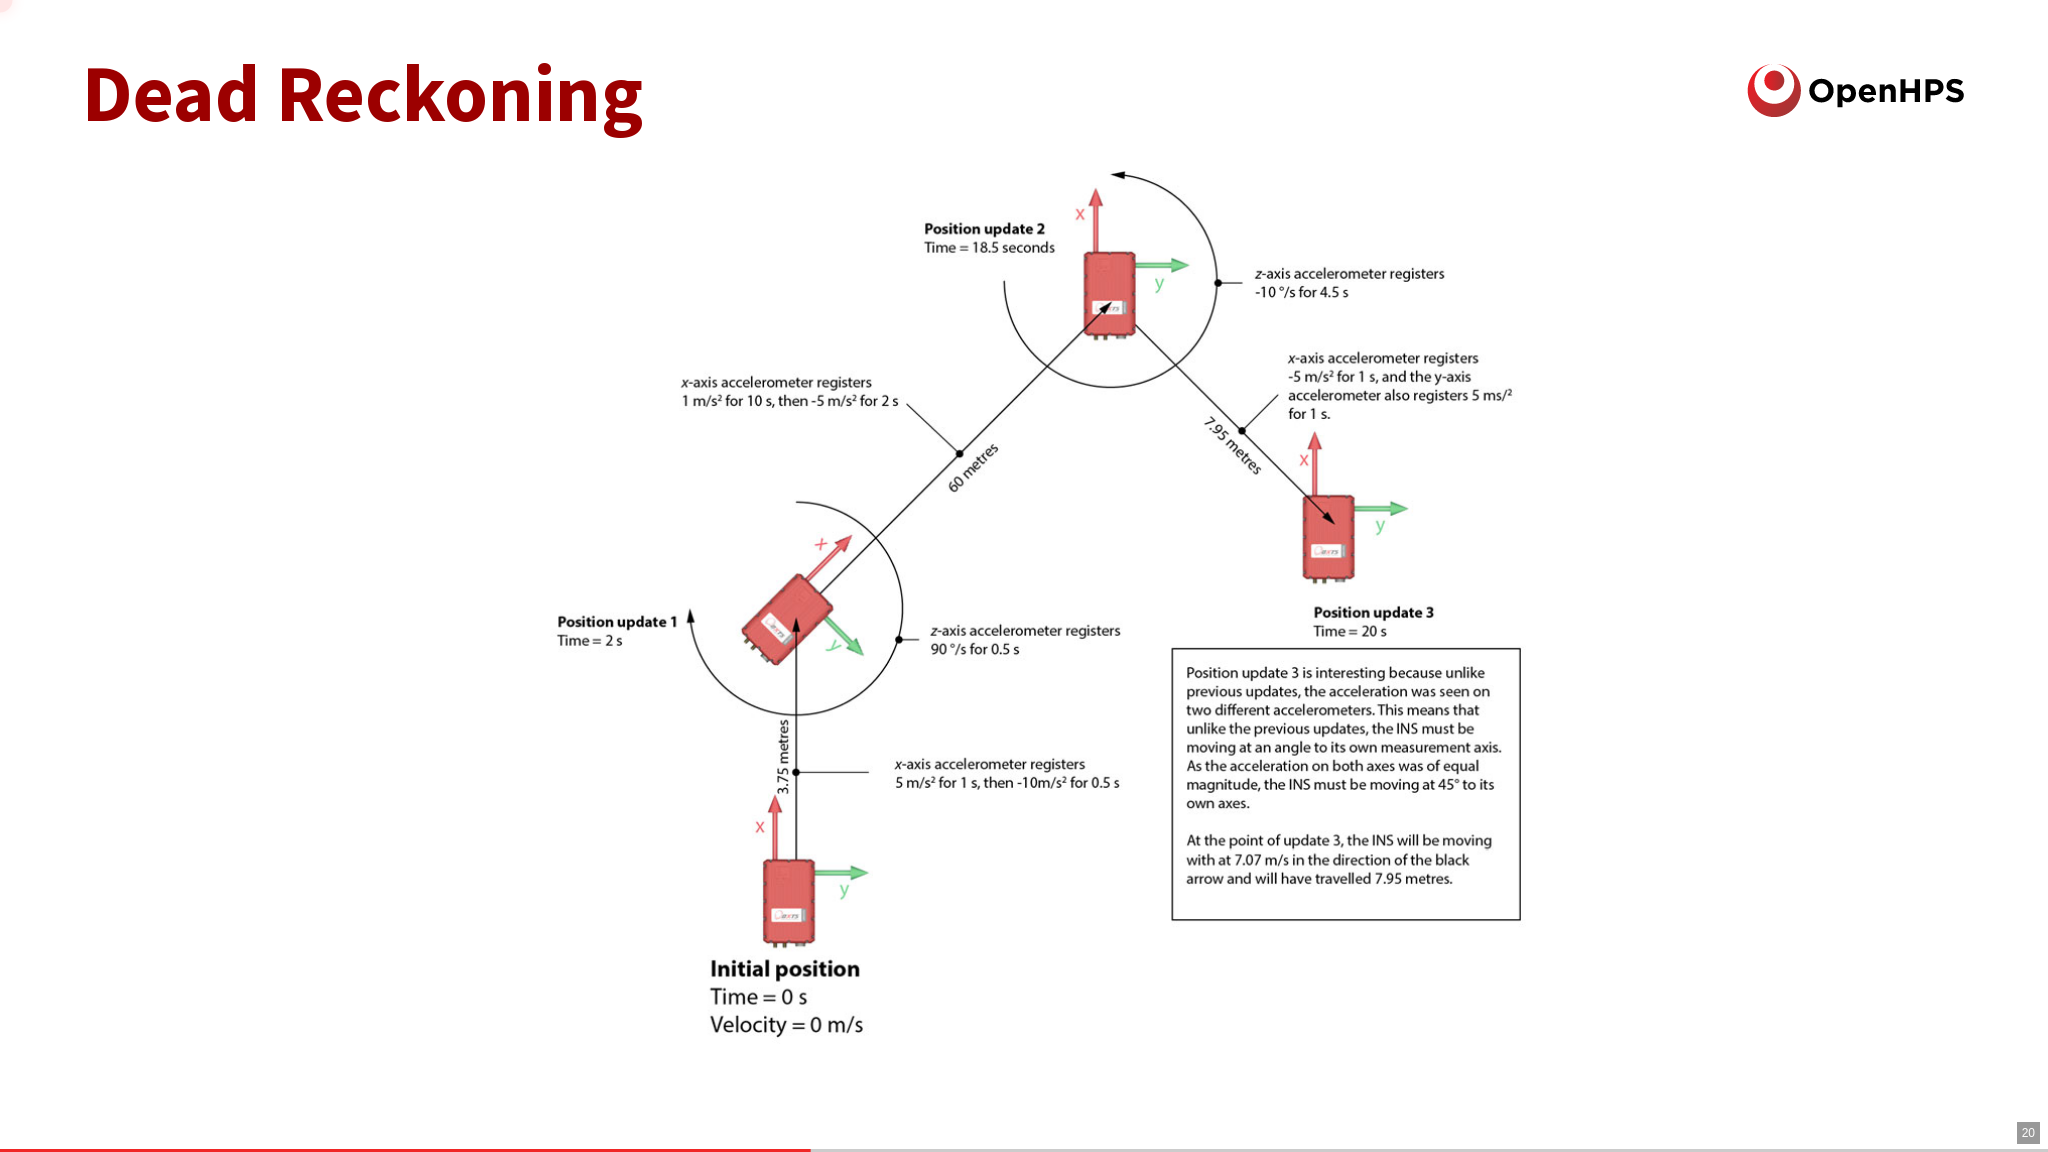 Dead Reckoning
OpenHPS
x
Position update 2
Time = 18.5 seconds
y
z-axis accelerometer registers
-10 °/s for 4.5 s
x-axis accelerometer registers
-5 m/s² for 1 s, and the y-axis
accelerometer also registers 5 ms/²
for 1 s.
x-axis accelerometer registers
1 m/s² for 10 s, then -5 m/s² for 2 s
7.95 metres
60 metres
x
y
x
Position update 1
Time = 2 s
y
z-axis accelerometer registers
90 °/s for 0.5 s
Position update 3
Time = 20 s
Position update 3 is interesting because unlike
previous updates, the acceleration was seen on
two different accelerometers. This means that
unlike the previous updates, the INS must be
moving at an angle to its own measurement axis.
As the acceleration on both axes was of equal
magnitude, the INS must be moving at 45° to its
own axes.
At the point of update 3, the INS will be moving
with at 7.07 m/s in the direction of the black
arrow and will have travelled 7.95 metres.
3.75 metres
x-axis accelerometer registers
5 m/s² for 1 s, then -10m/s² for 0.5 s
x
y
Initial position
Time = 0 s
Velocity = 0 m/s
20